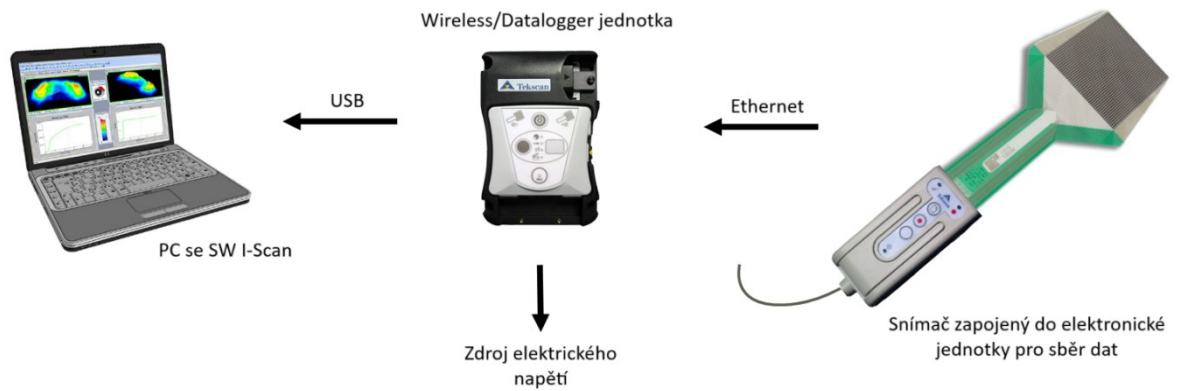 Wireless/Datalogger jednotka
Tekscan
USB
Ethernet
PC se SW I-Scan
Zdroj elektrického
napětí
Snímač zapojený do elektronické
jednotky pro sběr dat